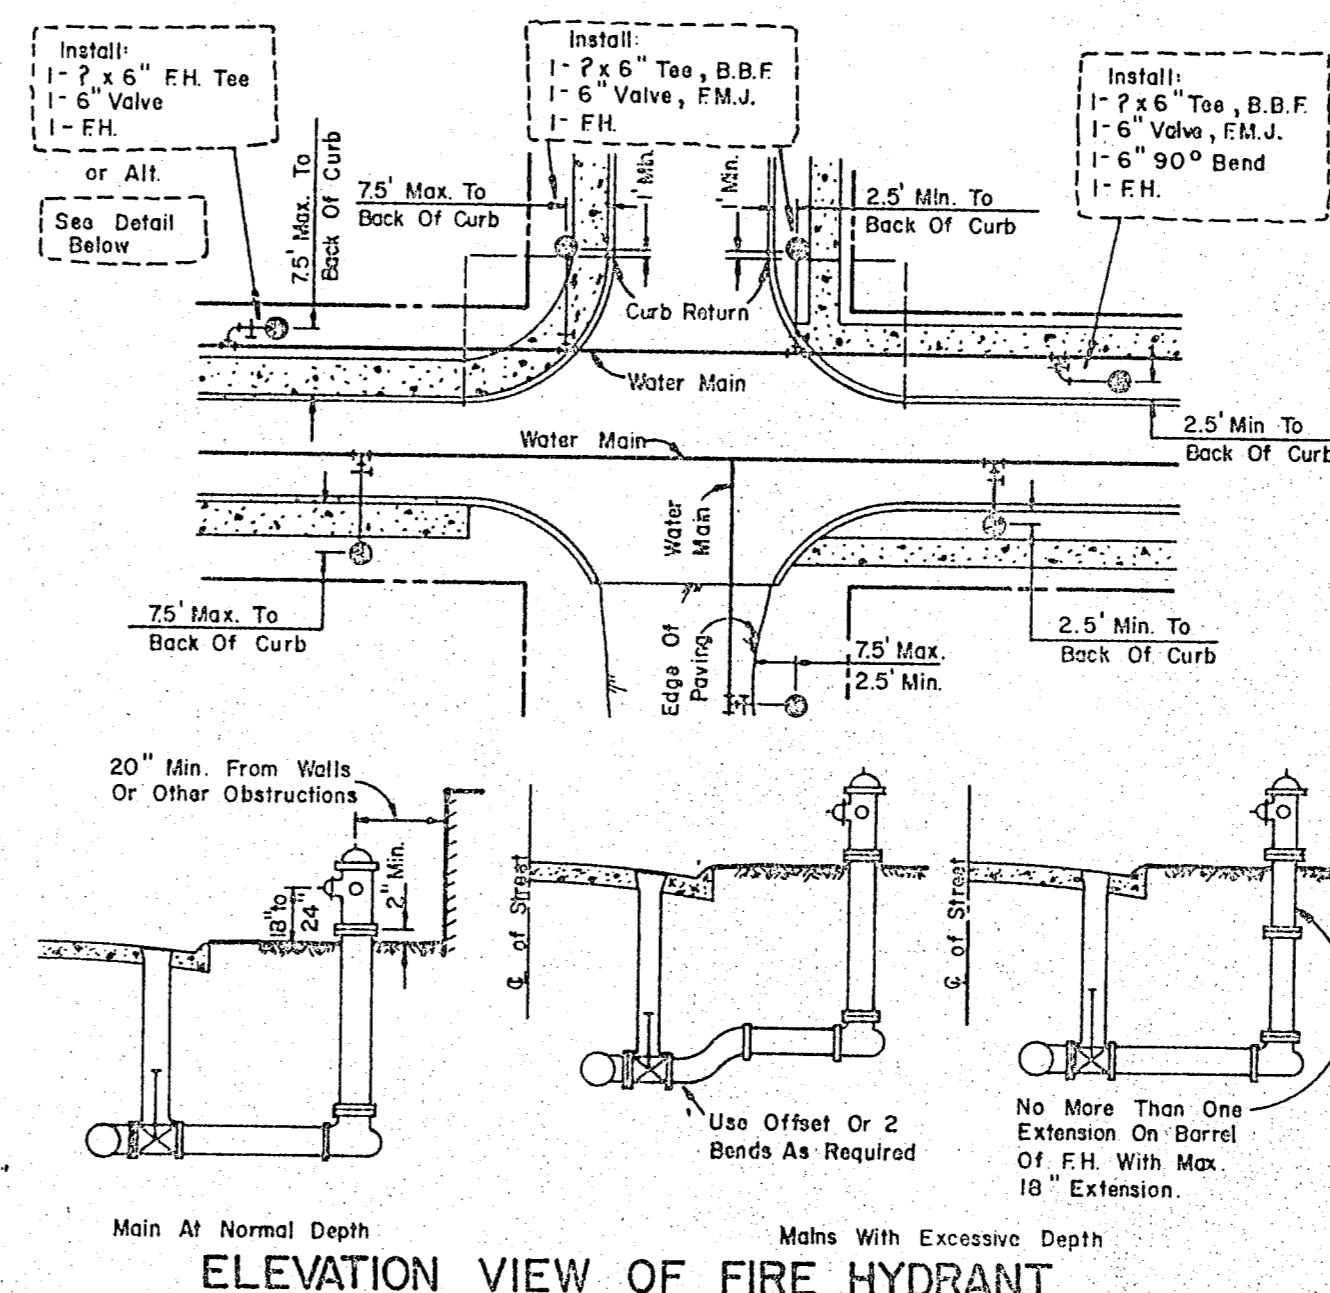 Install:
1- ? x 6" F.H. Tee
1- 6" Valve
1- F.H.
or Alt.
See Detail
Below
7.5' Max. To
Back Of Curb
Install:
1- ? x 6" Tee, B.B.F.
1- 6" Valve, F.M.J.
1- F.H.
7.5' Max. To
Back Of Curb
1' Min.
1' Min.
2.5' Min. To
Back Of Curb
Install:
1- ? x 6" Tee, B.B.F.
1- 6" Valve, F.M.J.
1- 6" 90° Bend
1- F.H.
Curb Return
Water Main
Water Main
2.5' Min To
Back Of Curb
Water
Main
7.5' Max. To
Back Of Curb
Edge Of
Paving
7.5' Max.
2.5' Min.
2.5' Min. To
Back Of Curb
20" Min. From Walls
Or Other Obstructions
18" to
24"
2" Min.
℄ of Street
℄ of Street
Use Offset Or 2
Bends As Required
No More Than One
Extension On Barrel
Of F.H. With Max.
18" Extension.
Main At Normal Depth
Mains With Excessive Depth
ELEVATION VIEW OF FIRE HYDRANT